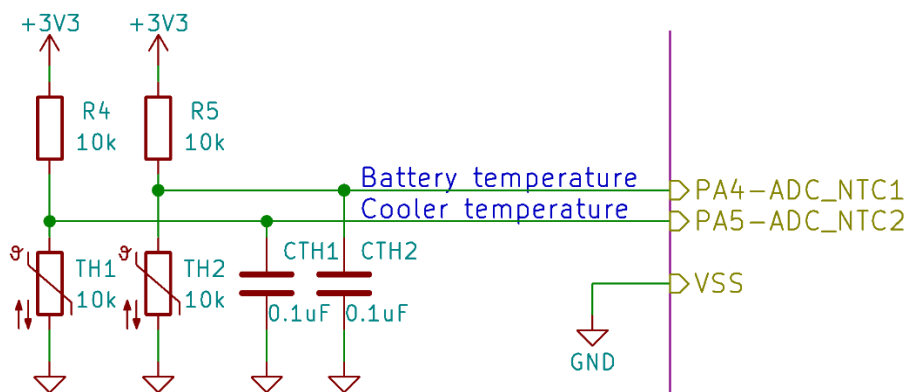 +3V3 +3V3
R4 R5
10k 10k
Battery temperature PA4-ADC_NTC1
Cooler temperature PA5-ADC_NTC2
ϑ ϑ CTH1 CTH2
TH1 TH2 VSS
10k 10k
0.1uF 0.1uF
GND